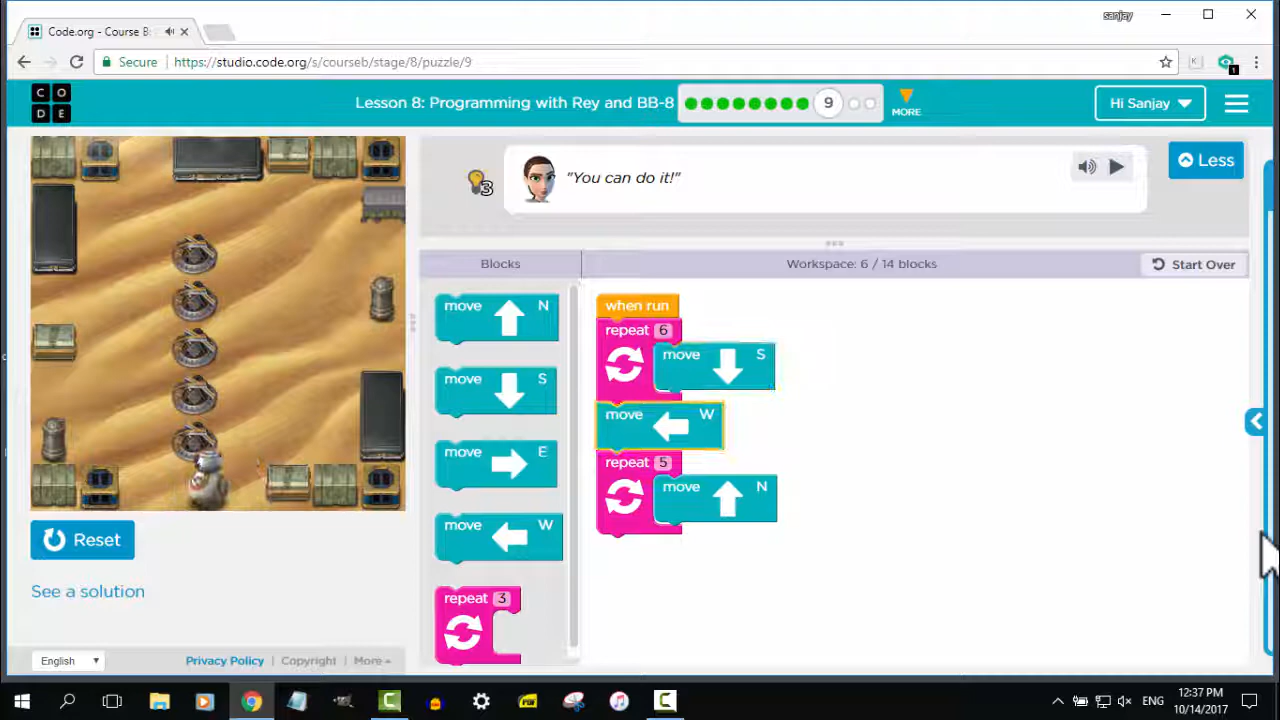 sanjay
Code.org - Course B:
Secure
https://studio.code.org/s/courseb/stage/8/puzzle/9
1
C O
D E
Lesson 8: Programming with Rey and BB-8
9
MORE
Hi Sanjay
3
"You can do it!"
Less
Blocks
Workspace: 6 / 14 blocks
Start Over
move N
move S
move E
move W
repeat 3
when run
repeat 6
move S
move W
repeat 5
move N
Reset
See a solution
English
Privacy Policy | Copyright | More
ENG
12:37 PM
10/14/2017